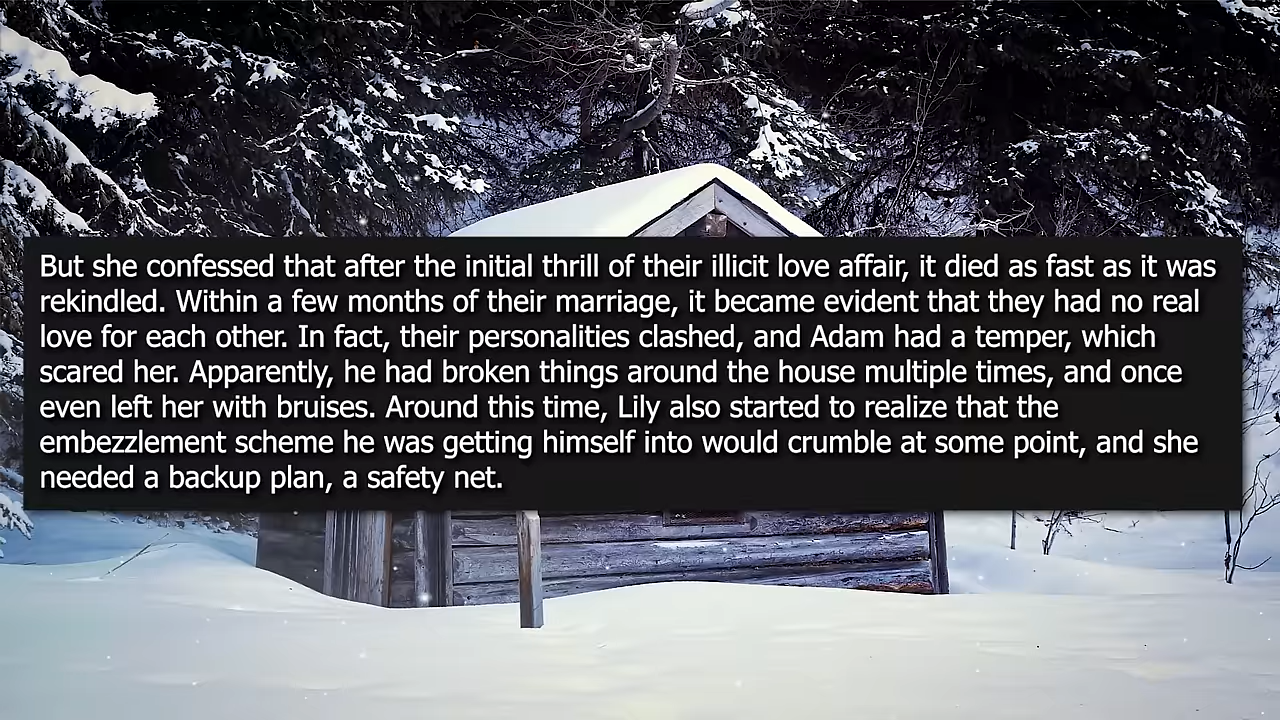 But she confessed that after the initial thrill of their illicit love affair, it died as fast as it was
rekindled. Within a few months of their marriage, it became evident that they had no real
love for each other. In fact, their personalities clashed, and Adam had a temper, which
scared her. Apparently, he had broken things around the house multiple times, and once
even left her with bruises. Around this time, Lily also started to realize that the
embezzlement scheme he was getting himself into would crumble at some point, and she
needed a backup plan, a safety net.